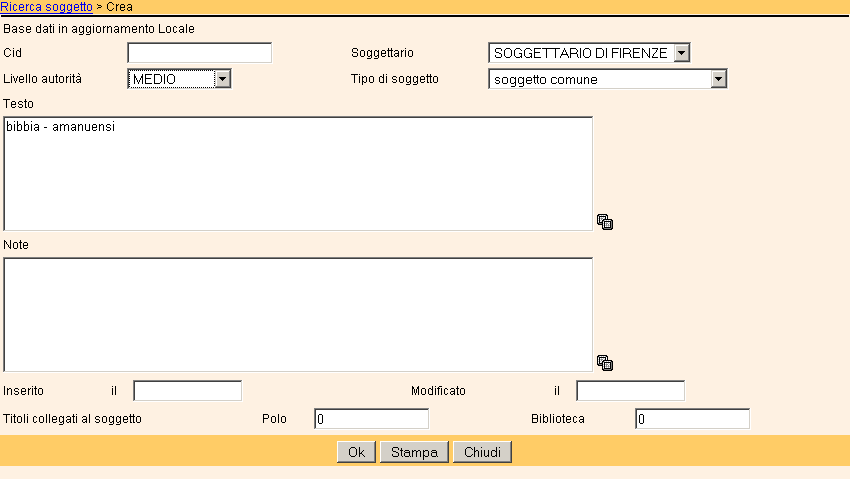 Ricerca soggetto > Crea
Base dati in aggiornamento Locale
Cid Soggettario SOGGETTARIO DI FIRENZE
Livello autorità MEDIO Tipo di soggetto soggetto comune
Testo
bibbia - amanuensi
Note
Inserito il Modificato il
Titoli collegati al soggetto Polo 0 Biblioteca 0
Ok Stampa Chiudi